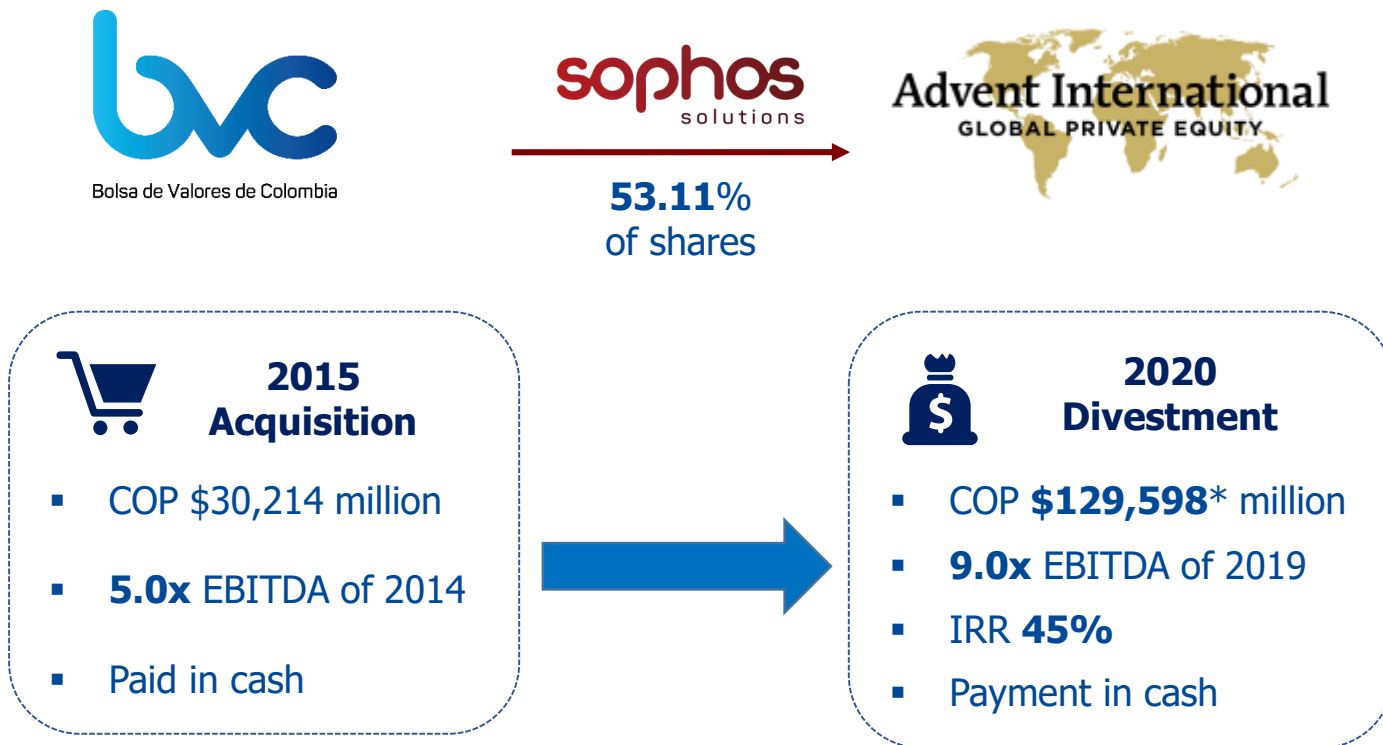 bvc
Bolsa de Valores de Colombia
sophos
solutions
53.11%
of shares
Advent International
GLOBAL PRIVATE EQUITY
2015
Acquisition
▪ COP $30,214 million
▪ 5.0x EBITDA of 2014
▪ Paid in cash
$
2020
Divestment
▪ COP $129,598* million
▪ 9.0x EBITDA of 2019
▪ IRR 45%
▪ Payment in cash